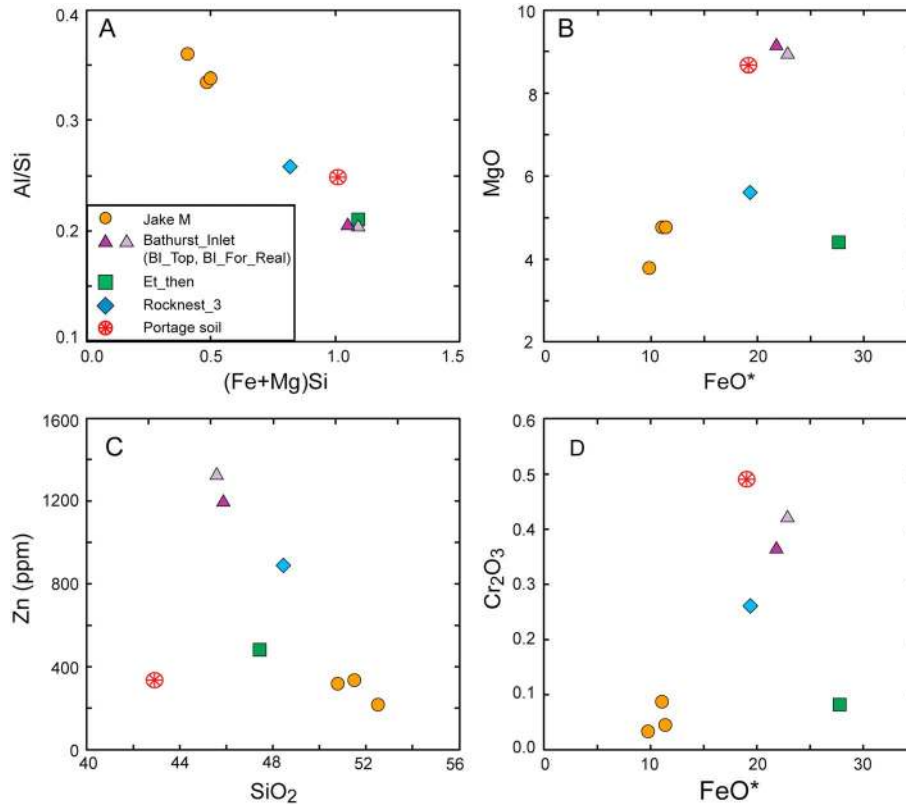 A
0.4
0.3
0.2
0.1
Al/Si
0.0
0.5
1.0
1.5
(Fe+Mg)Si
Jake M
Bathurst_Inlet
(BI_Top, BI_For_Real)
Et_then
Rocknest_3
Portage soil
B
10
8
6
4
2
MgO
0
10
20
30
FeO*
C
1600
1200
800
400
0
Zn (ppm)
40
44
48
52
56
SiO2
D
0.6
0.5
0.4
0.3
0.2
0.1
0.0
Cr2O3
0
10
20
30
FeO*